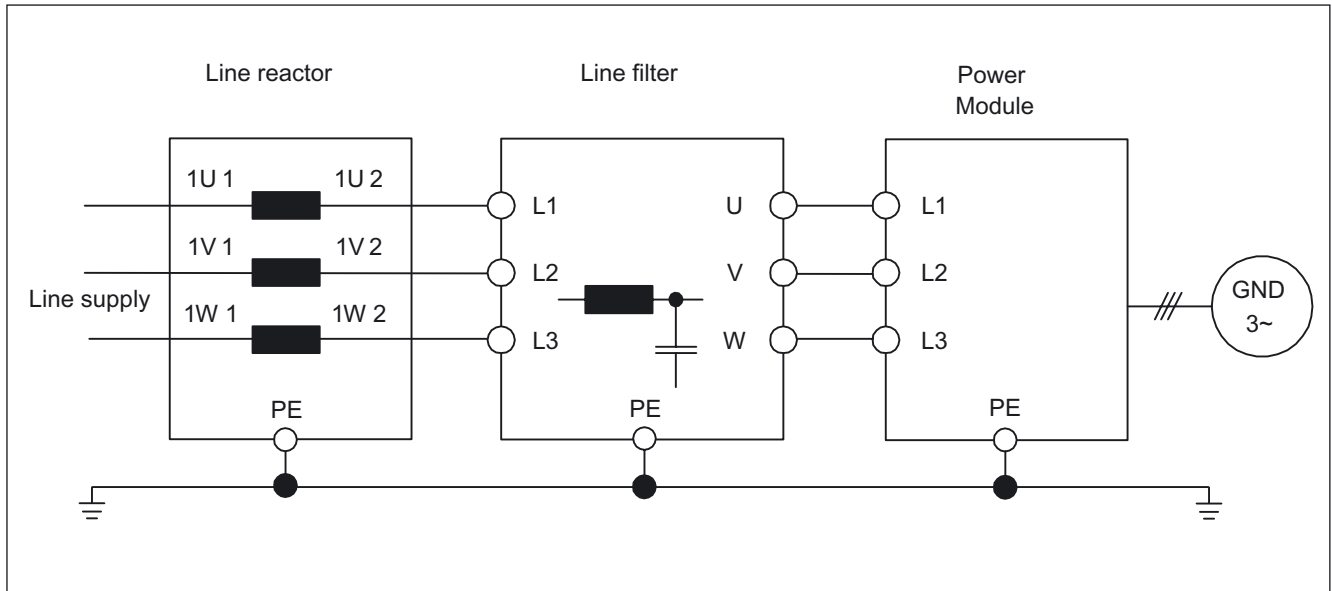 Line reactor
Line filter
Power
Module
1U 1
1U 2
L1
U
L1
1V 1
1V 2
L2
V
L2
Line supply
1W 1
1W 2
L3
W
L3
GND
3~
PE
PE
PE